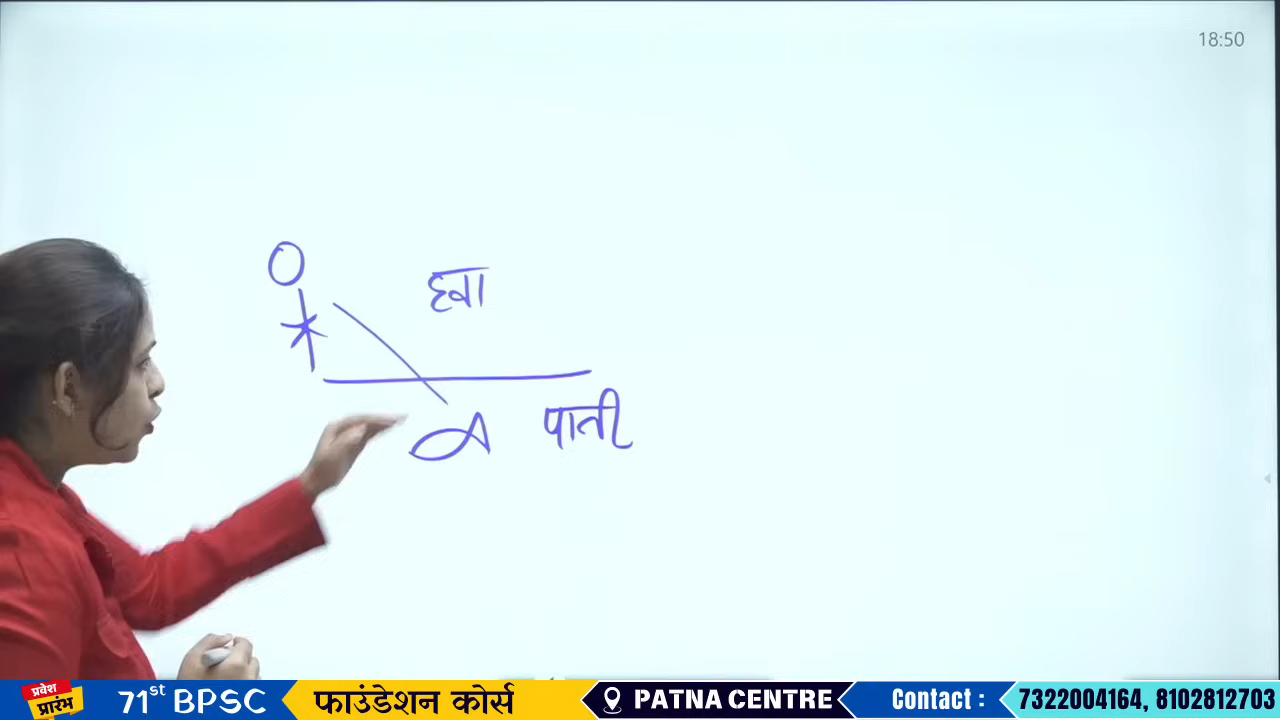 18:50
हवा
पानी
प्रवेश
प्रारंभ
71st BPSC
फाउंडेशन कोर्स
PATNA CENTRE
Contact :
7322004164, 8102812703